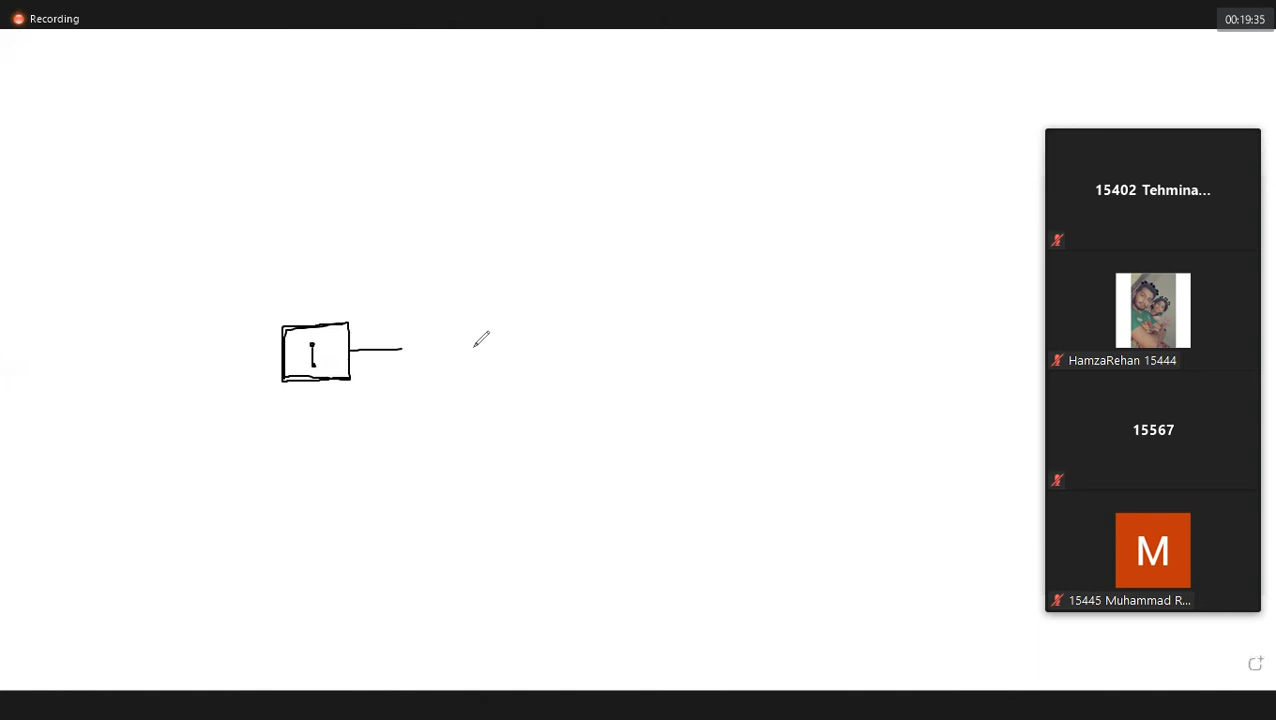 Recording
00:19:35
15402 Tehmina...
HamzaRehan 15444
15567
M
15445 Muhammad R...